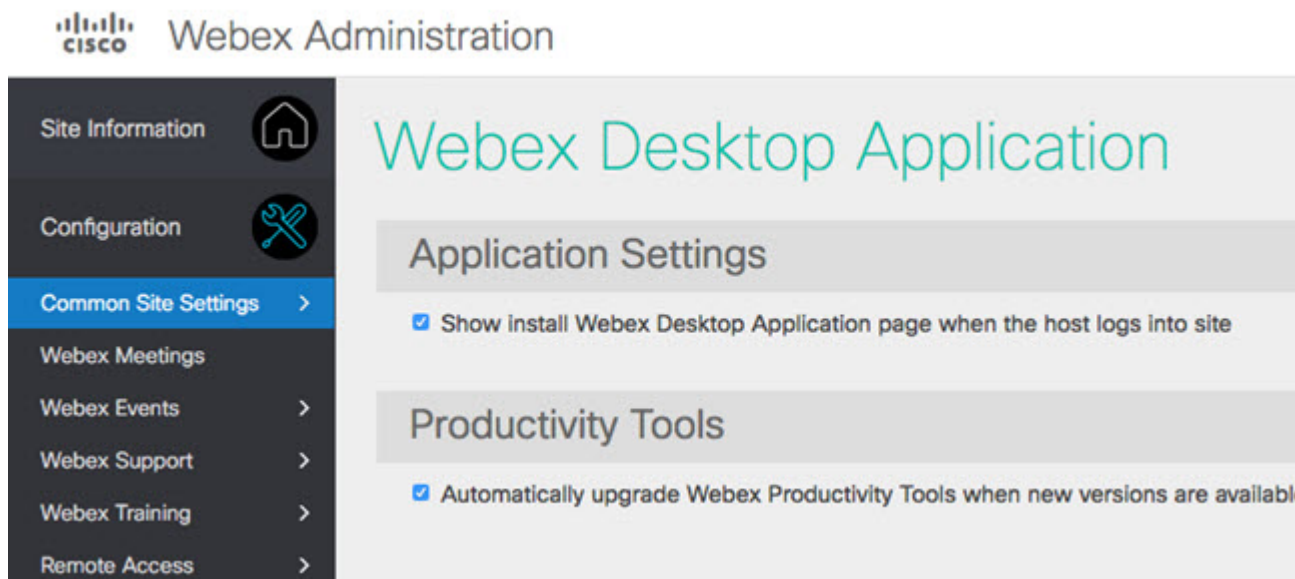 cisco Webex Administration
Site Information
Configuration
Common Site Settings >
Webex Meetings
Webex Events >
Webex Support >
Webex Training >
Remote Access >
Webex Desktop Application
Application Settings
Show install Webex Desktop Application page when the host logs into site
Productivity Tools
Automatically upgrade Webex Productivity Tools when new versions are availabl